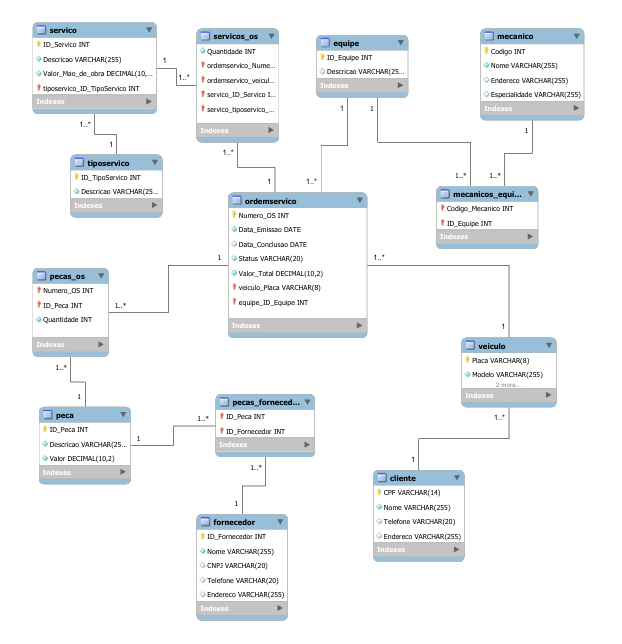 servico
ID_Servico INT
Descricao VARCHAR(255)
Valor_Mao_de_obra DECIMAL(10,...
tiposervico_ID_TipoServico INT
Indexes
1
1..*
servicos_os
Quantidade INT
ordemservico_Nume...
ordemservico_veicul...
servico_ID_Servico I...
servico_tiposervico_...
Indexes
equipe
ID_Equipe INT
Descricao VARCHAR(25...
Indexes
mecanico
Codigo INT
Nome VARCHAR(255)
Endereco VARCHAR(255)
Especialidade VARCHAR(255)
Indexes
1..*
1
tiposervico
ID_TipoServico INT
Descricao VARCHAR(25...
Indexes
1..*
1
1
1..*
1
1..*
1
1..*
mecanicos_equi...
Codigo_Mecanico INT
ID_Equipe INT
Indexes
ordemservico
Numero_OS INT
Data_Emissao DATE
Data_Conclusao DATE
Status VARCHAR(20)
Valor_Total DECIMAL(10,2)
veiculo_Placa VARCHAR(8)
equipe_ID_Equipe INT
Indexes
1
1..*
1..*
1
pecas_os
Numero_OS INT
ID_Peca INT
Quantidade INT
Indexes
veiculo
Placa VARCHAR(8)
Modelo VARCHAR(255)
2 more...
Indexes
1..*
1
peca
ID_Peca INT
Descricao VARCHAR(25...
Valor DECIMAL(10,2)
Indexes
1
1..*
pecas_forneced...
ID_Peca INT
ID_Fornecedor INT
Indexes
1..*
1
1..*
1
cliente
CPF VARCHAR(14)
Nome VARCHAR(255)
Telefone VARCHAR(20)
Endereco VARCHAR(255)
Indexes
fornecedor
ID_Fornecedor INT
Nome VARCHAR(255)
CNPJ VARCHAR(20)
Telefone VARCHAR(20)
Endereco VARCHAR(255)
Indexes